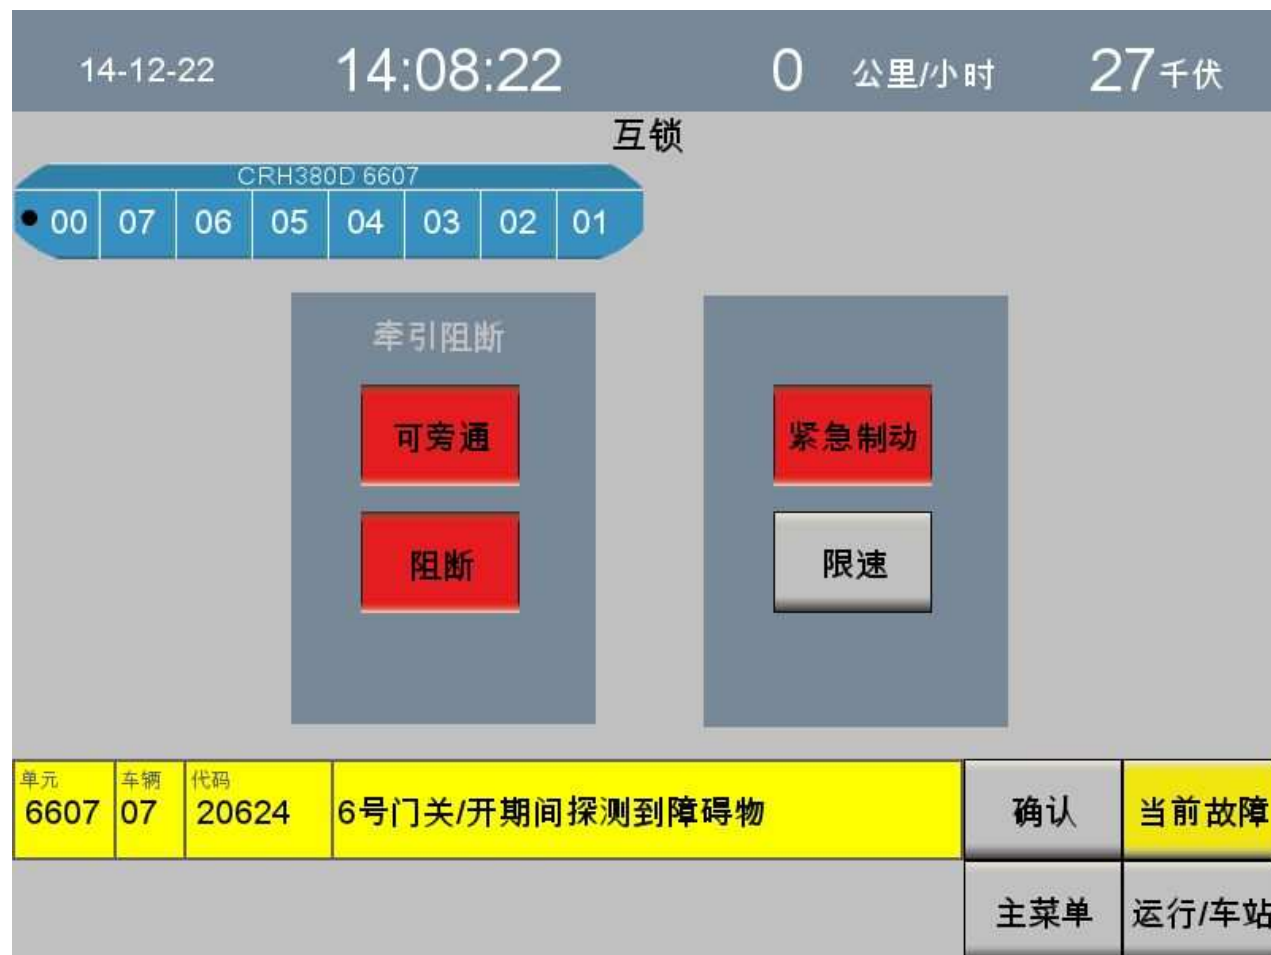 14-12-22 14:08:22 0 公里/小时 27千伏
互锁
CRH380D 6607
00 07 06 05 04 03 02 01
牵引阻断
可旁通 紧急制动
阻断 限速
单元 车辆 代码
6607 07 20624 6号门关/开期间探测到障碍物 确认 当前故障
主菜单 运行/车站